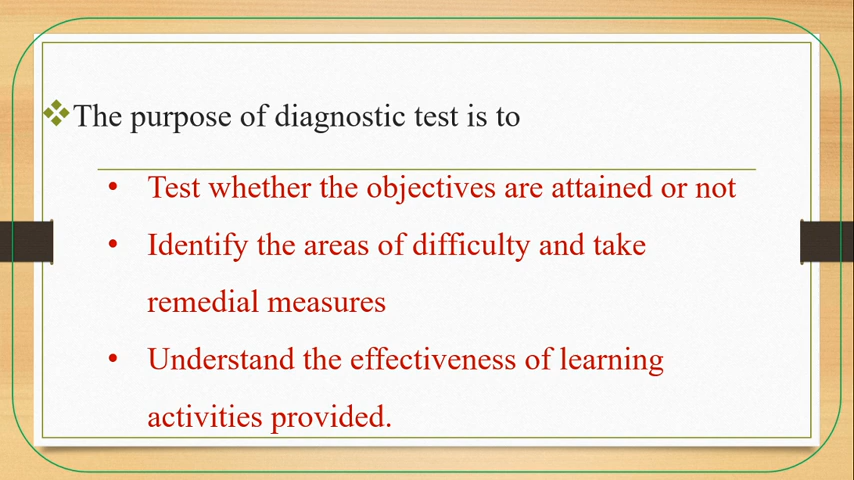 ❖The purpose of diagnostic test is to
• Test whether the objectives are attained or not
• Identify the areas of difficulty and take
remedial measures
• Understand the effectiveness of learning
activities provided.